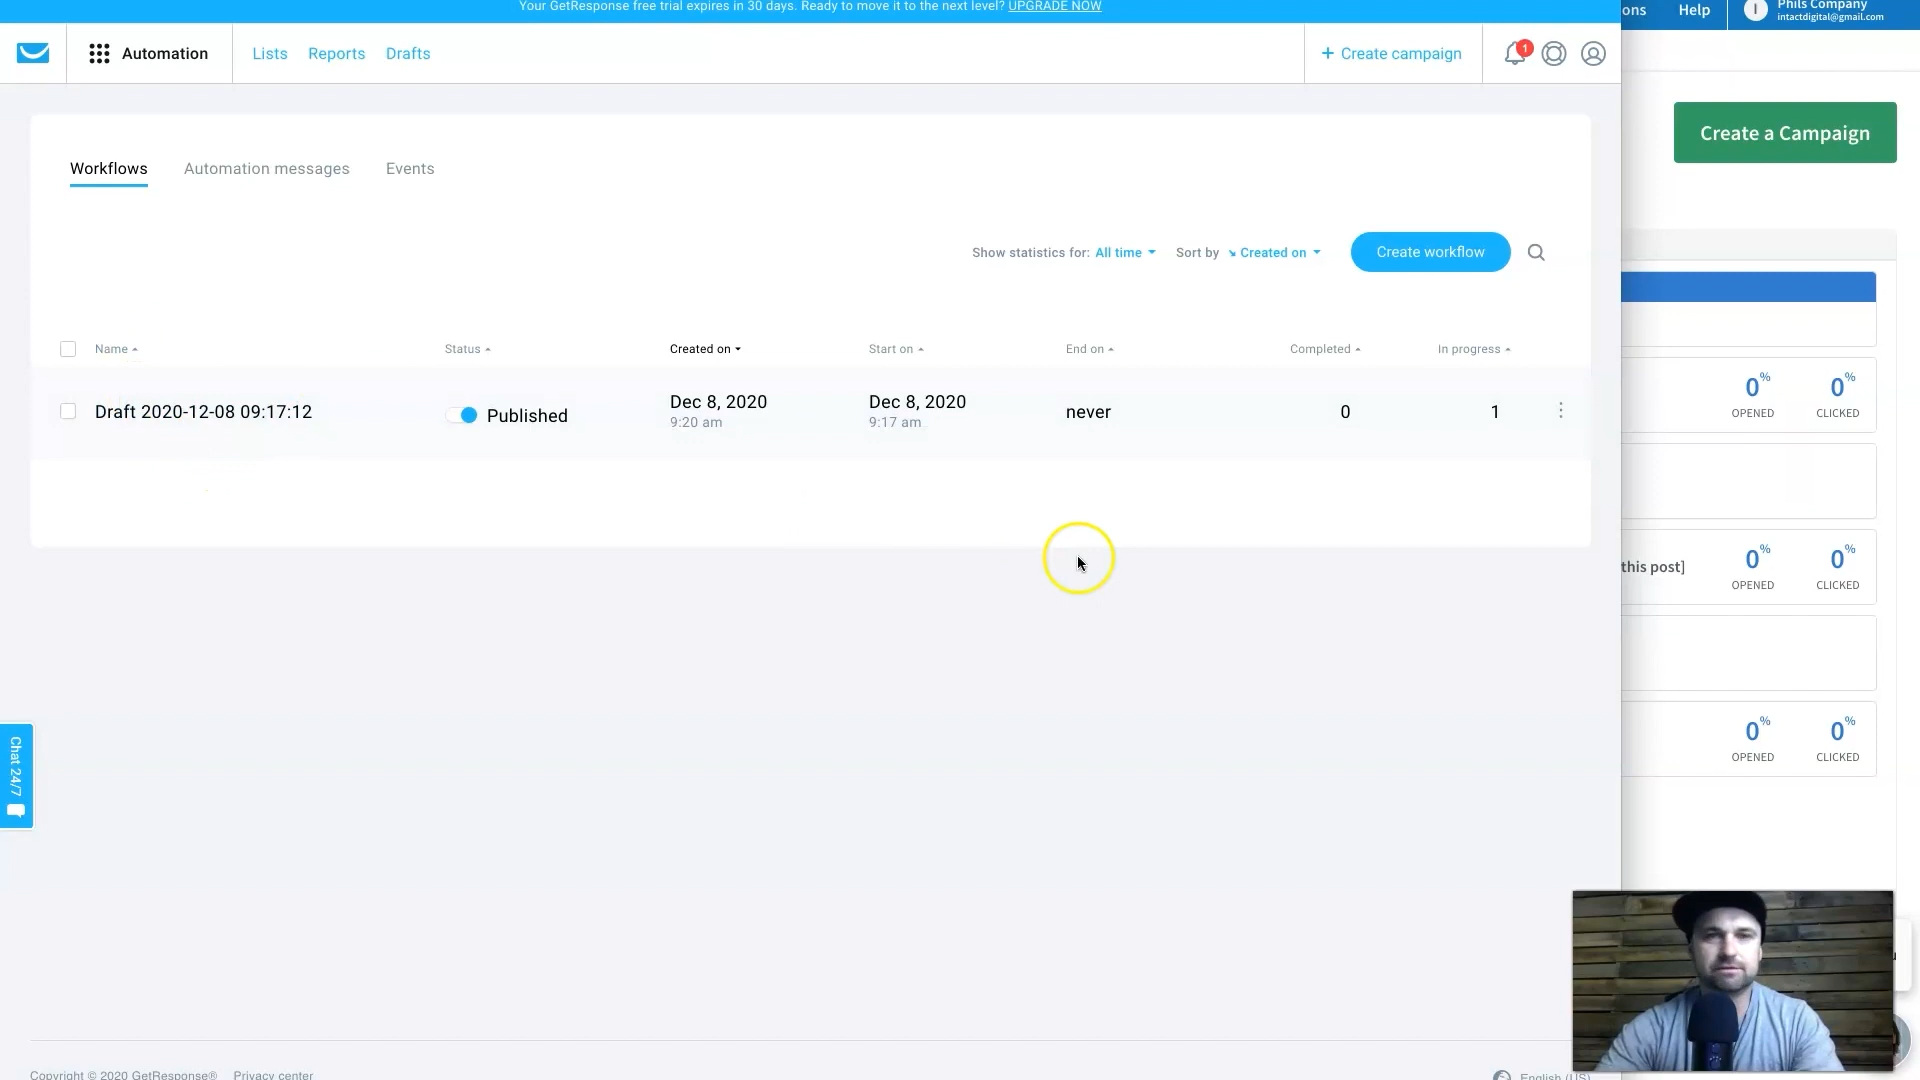 Your GetResponse free trial expires in 30 days. Ready to move it to the next level? UPGRADE NOW
ons Help I Phils Company
intactdigital@gmail.com
Automation Lists Reports Drafts + Create campaign 1
Create a Campaign
Workflows Automation messages Events
Show statistics for: All time Sort by Created on Create workflow
Name Status Created on Start on End on Completed In progress
Draft 2020-12-08 09:17:12 Published Dec 8, 2020 Dec 8, 2020 never 0 1
9:20 am 9:17 am
0% 0%
OPENED CLICKED
this post] 0% 0%
OPENED CLICKED
0% 0%
OPENED CLICKED
Chat 24/7
Copyright © 2020 GetResponse® Privacy center English (US)